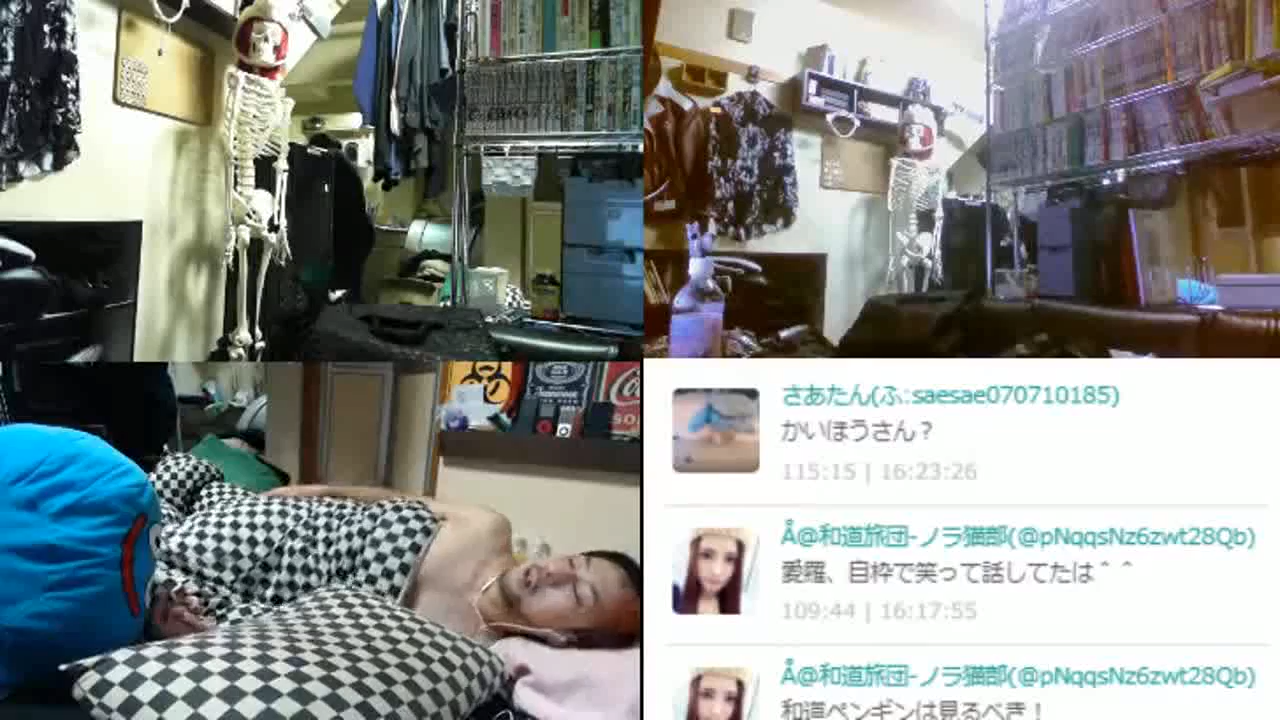 Coca
さあたん(ふ:saesae070710185)
かいほうさん？
115:15 | 16:23:26
Å@和道旅団-ノラ猫部(@pNqqsNz6zwt28Qb)
愛羅、自枠で笑って話してたは＾＾
109:44 | 16:17:55
Å@和道旅団-ノラ猫部(@pNqqsNz6zwt28Qb)
和道ペンギンは見るべき！